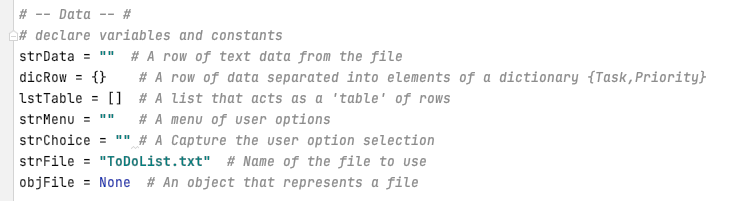 # -- Data -- #
# declare variables and constants
strData = ""  # A row of text data from the file
dicRow = {}    # A row of data separated into elements of a dictionary {Task,Priority}
lstTable = []  # A list that acts as a 'table' of rows
strMenu = ""   # A menu of user options
strChoice = "" # A Capture the user option selection
strFile = "ToDoList.txt"  # Name of the file to use
objFile = None  # An object that represents a file